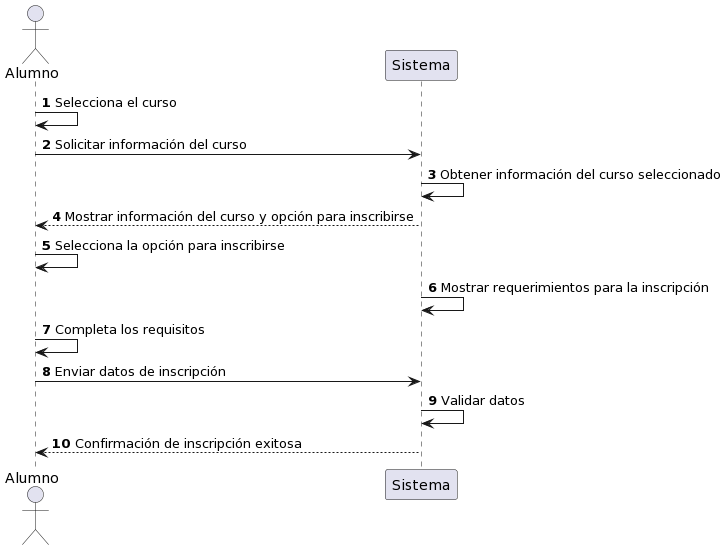 Alumno
Sistema
1 Selecciona el curso
2 Solicitar información del curso
3 Obtener información del curso seleccionado
4 Mostrar información del curso y opción para inscribirse
5 Selecciona la opción para inscribirse
6 Mostrar requerimientos para la inscripción
7 Completa los requisitos
8 Enviar datos de inscripción
9 Validar datos
10 Confirmación de inscripción exitosa
Alumno
Sistema